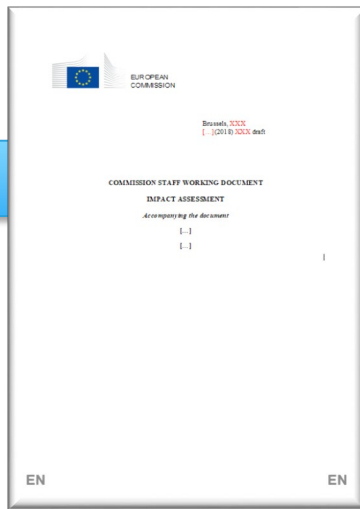 EUROPEAN
COMMISSION
Brussels, XXX
[…](2018) XXX draft
COMMISSION STAFF WORKING DOCUMENT
IMPACT ASSESSMENT
Accompanying the document
[…]
[…]
EN EN